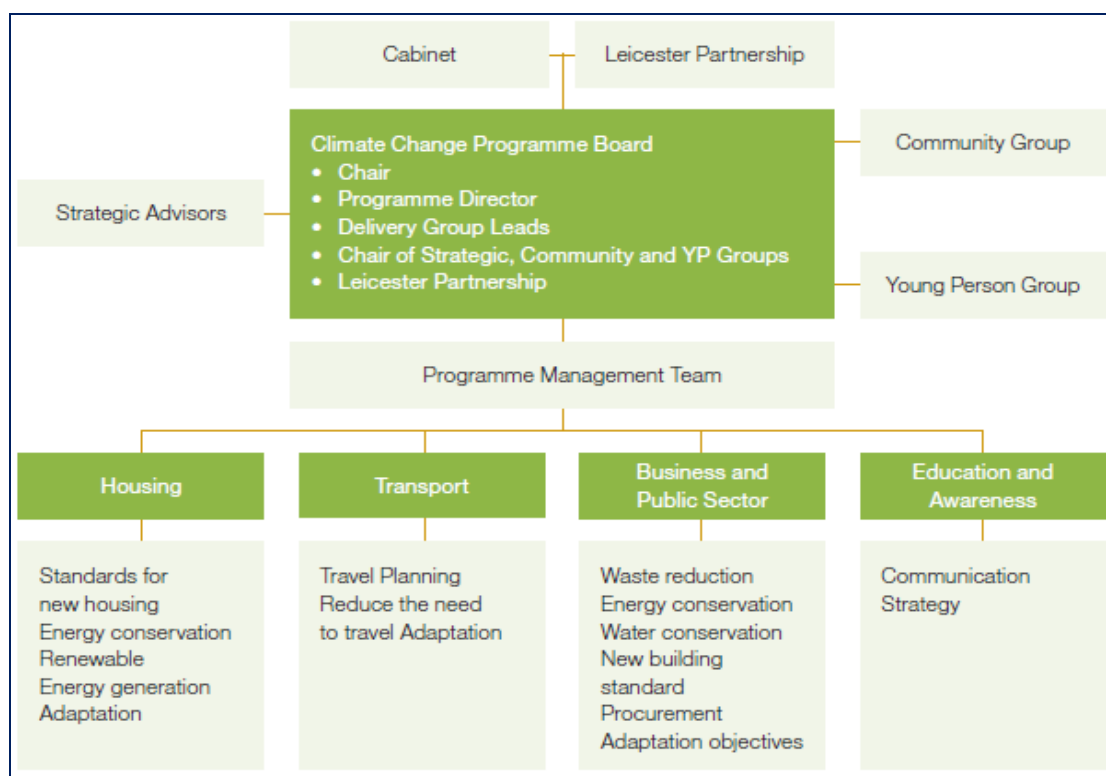 Cabinet
Leicester Partnership
Climate Change Programme Board
• Chair
• Programme Director
• Delivery Group Leads
• Chair of Strategic, Community and YP Groups
• Leicester Partnership
Strategic Advisors
Community Group
Young Person Group
Programme Management Team
Housing
Standards for
new housing
Energy conservation
Renewable
Energy generation
Adaptation
Transport
Travel Planning
Reduce the need
to travel Adaptation
Business and
Public Sector
Waste reduction
Energy conservation
Water conservation
New building
standard
Procurement
Adaptation objectives
Education and
Awareness
Communication
Strategy